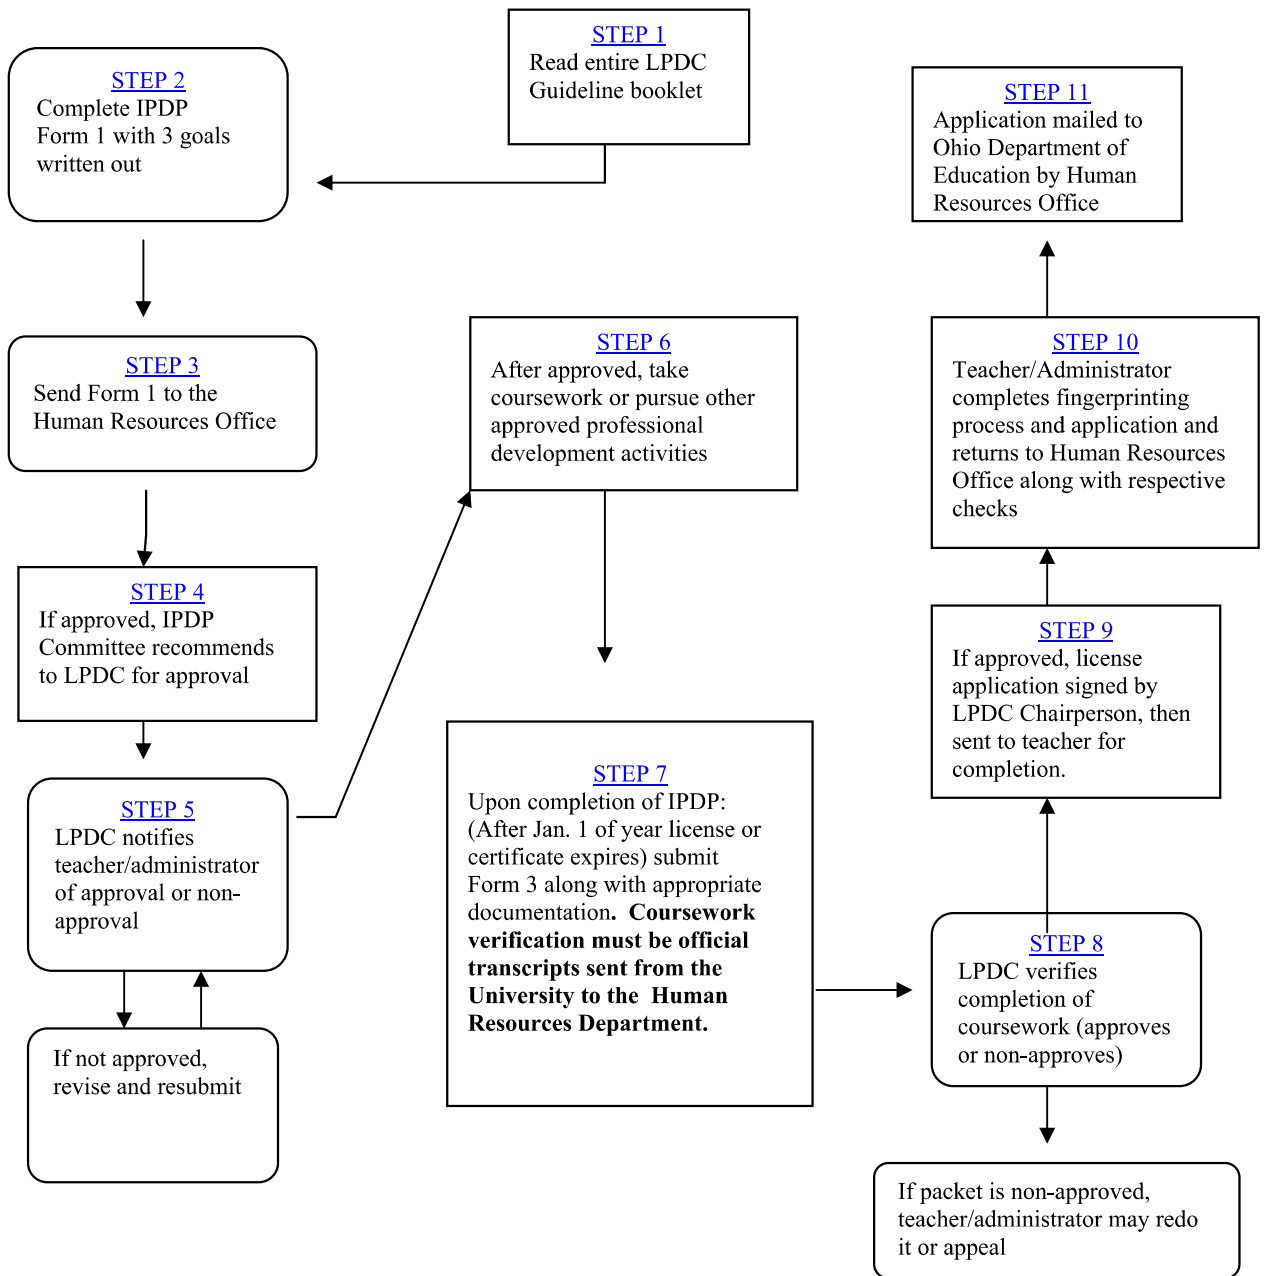 STEP 1
Read entire LPDC
Guideline booklet
STEP 2
Complete IPDP
Form 1 with 3 goals
written out
STEP 3
Send Form 1 to the
Human Resources Office
STEP 4
If approved, IPDP
Committee recommends
to LPDC for approval
STEP 5
LPDC notifies
teacher/administrator
of approval or non-
approval
If not approved,
revise and resubmit
STEP 6
After approved, take
coursework or pursue other
approved professional
development activities
STEP 7
Upon completion of IPDP:
(After Jan. 1 of year license or
certificate expires) submit
Form 3 along with appropriate
documentation.  Coursework
verification must be official
transcripts sent from the
University to the  Human
Resources Department.
STEP 8
LPDC verifies
completion of
coursework (approves
or non-approves)
If packet is non-approved,
teacher/administrator may redo
it or appeal
STEP 9
If approved, license
application signed by
LPDC Chairperson, then
sent to teacher for
completion.
STEP 10
Teacher/Administrator
completes fingerprinting
process and application and
returns to Human Resources
Office along with respective
checks
STEP 11
Application mailed to
Ohio Department of
Education by Human
Resources Office